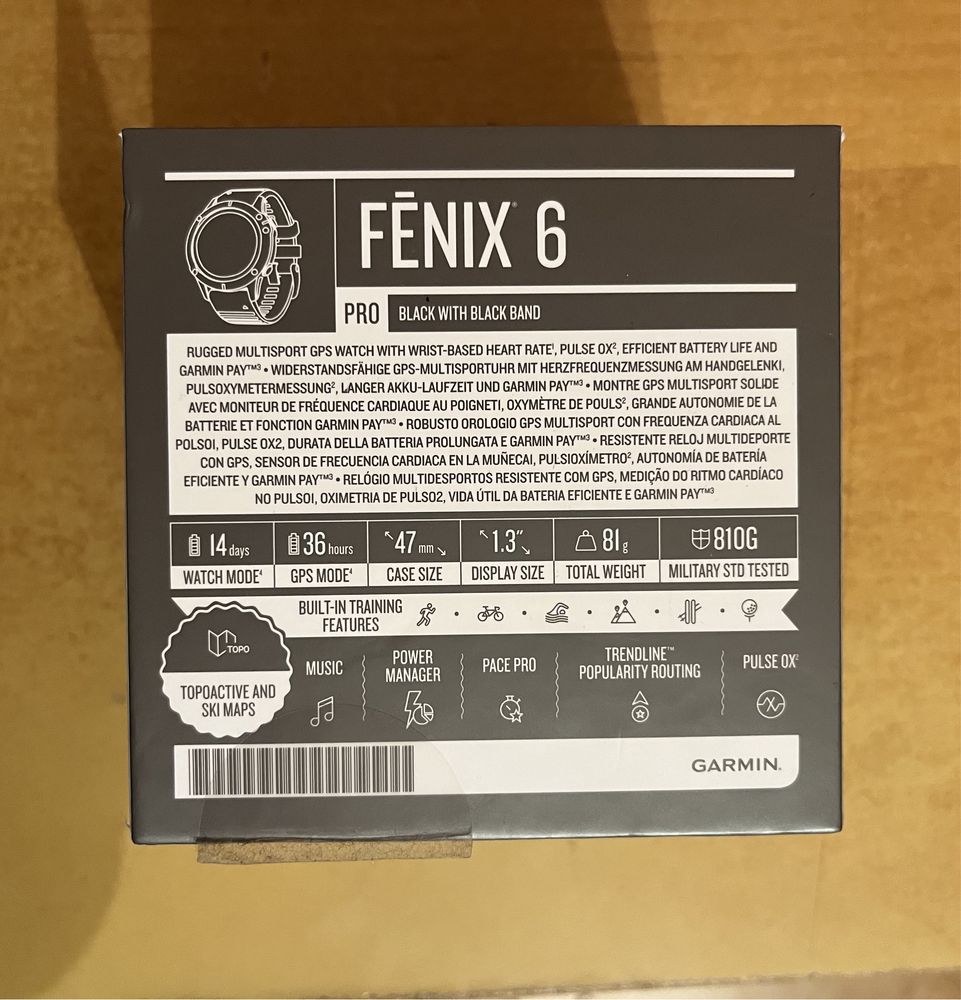 FĒNIX® 6
PRO BLACK WITH BLACK BAND
RUGGED MULTISPORT GPS WATCH WITH WRIST-BASED HEART RATE¹, PULSE OX², EFFICIENT BATTERY LIFE AND
GARMIN PAY™³ • WIDERSTANDSFÄHIGE GPS-MULTISPORTUHR MIT HERZFREQUENZMESSUNG AM HANDGELENK¹,
PULSOXYMETERMESSUNG², LANGER AKKU-LAUFZEIT UND GARMIN PAY™³ • MONTRE GPS MULTISPORT SOLIDE
AVEC MONITEUR DE FRÉQUENCE CARDIAQUE AU POIGNETI, OXYMÈTRE DE POULS², GRANDE AUTONOMIE DE LA
BATTERIE ET FONCTION GARMIN PAY™³ • ROBUSTO OROLOGIO GPS MULTISPORT CON FREQUENZA CARDIACA AL
POLSOI, PULSE OX2, DURATA DELLA BATTERIA PROLUNGATA E GARMIN PAY™³ • RESISTENTE RELOJ MULTIDEPORTE
CON GPS, SENSOR DE FRECUENCIA CARDIACA EN LA MUÑECAI, PULSIOXÍMETRO², AUTONOMÍA DE BATERÍA
EFICIENTE Y GARMIN PAY™³ • RELÓGIO MULTIDESPORTOS RESISTENTE COM GPS, MEDIÇÃO DO RITMO CARDÍACO
NO PULSOI, OXIMETRIA DE PULSO2, VIDA ÚTIL DA BATERIA EFICIENTE E GARMIN PAY™³
14 days 36 hours 47 mm 1.3″ 81 g 810G
WATCH MODE⁴ GPS MODE⁴ CASE SIZE DISPLAY SIZE TOTAL WEIGHT MILITARY STD TESTED
BUILT-IN TRAINING
FEATURES
TOPO
TOPOACTIVE AND
SKI MAPS
MUSIC
POWER
MANAGER
PACE PRO
TRENDLINE™
POPULARITY ROUTING
PULSE OX²
GARMIN.